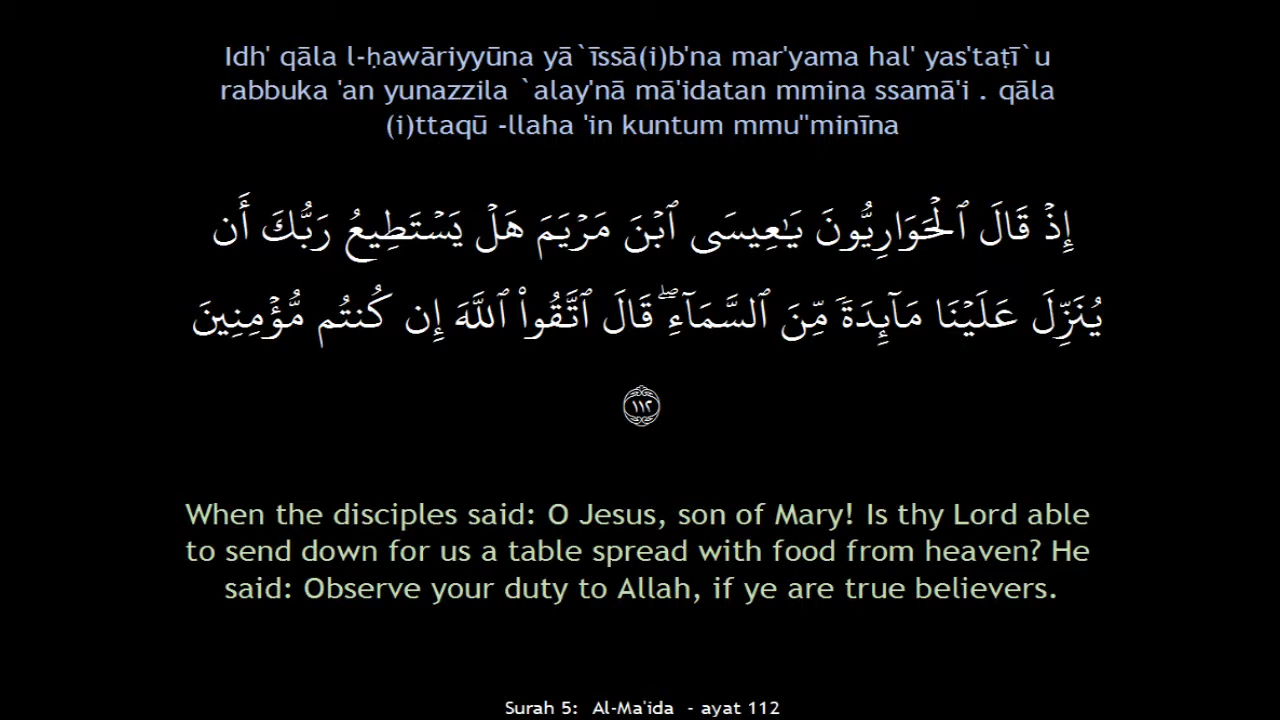 Idh' qāla l-ḥawāriyyūna yā`īssā(i)b'na mar'yama hal' yas'taṭī`u
rabbuka 'an yunazzila `alay'nā mā'idatan mmina ssamā'i . qāla
(i)ttaqū -llaha 'in kuntum mmu''minīna
إِذۡ قَالَ ٱلۡحَوَارِيُّونَ يَـٰعِيسَى ٱبۡنَ مَرۡيَمَ هَلۡ يَسۡتَطِيعُ رَبُّكَ أَن
يُنَزِّلَ عَلَيۡنَا مَآئِدَةً۬ مِّنَ ٱلسَّمَآءِ‌ۖ قَالَ ٱتَّقُواْ ٱللَّهَ إِن ڪُنتُم مُّؤۡمِنِينَ
١١٢
When the disciples said: O Jesus, son of Mary! Is thy Lord able
to send down for us a table spread with food from heaven? He
said: Observe your duty to Allah, if ye are true believers.
Surah 5: Al-Ma'ida - ayat 112